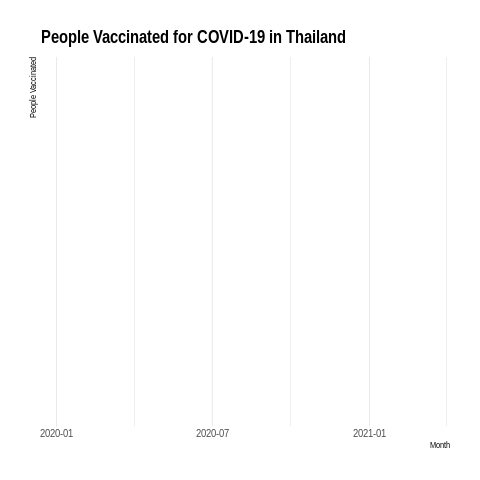 People Vaccinated for COVID-19 in Thailand
People Vaccinated
2020-01
2020-07
2021-01
Month